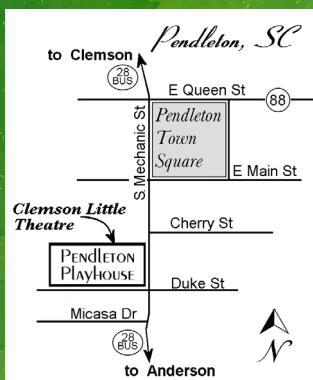 Pendleton, SC
to Clemson
28
BUS
E Queen St
88
S. Mechanic St
Pendleton
Town
Square
E Main St
Clemson Little
Theatre
Cherry St
PENDLETON
PLAYHOUSE
Duke St
Micasa Dr
28
BUS
N
to Anderson